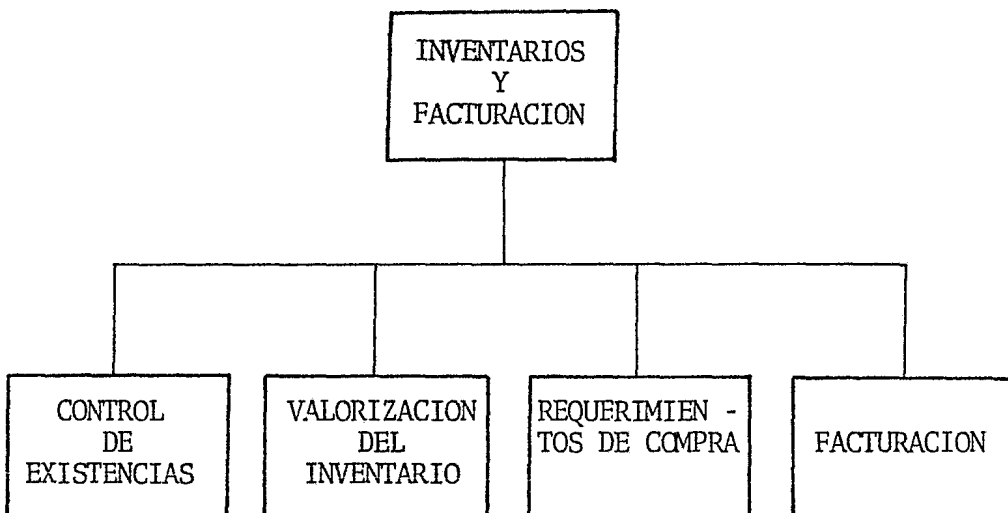 INVENTARIOS
Y
FACTURACION
CONTROL
DE
EXISTENCIAS
VALORIZACION
DEL
INVENTARIO
REQUERIMIEN -
TOS DE COMPRA
FACTURACION